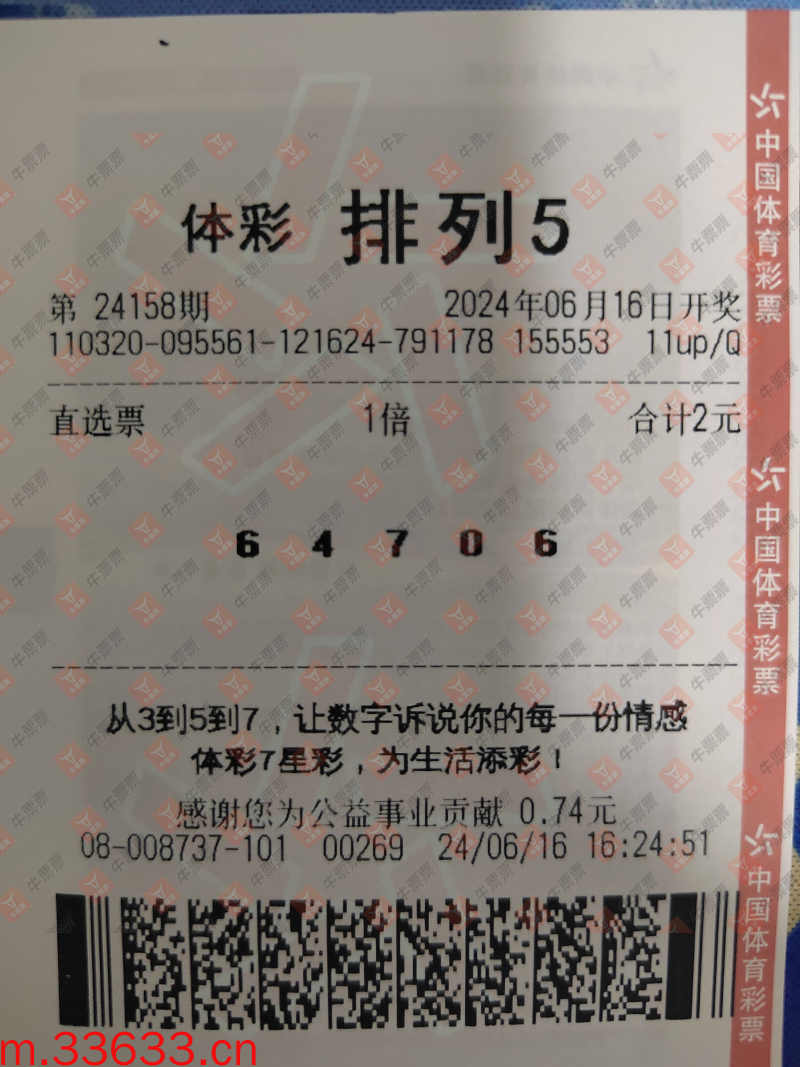 体彩 排列5
第 24158期 2024年06月16日开奖
110320-095561-121624-791178 155553 11up/Q
直选票 1倍 合计2元
6 4 7 0 6
从3到5到7，让数字诉说你的每一份情感
体彩7星彩，为生活添彩！
感谢您为公益事业贡献 0.74元
08-008737-101 00269 24/06/16 16:24:51
中国体育彩票
中国体育彩票
中国体育彩票
牛票票
m.33633.cn